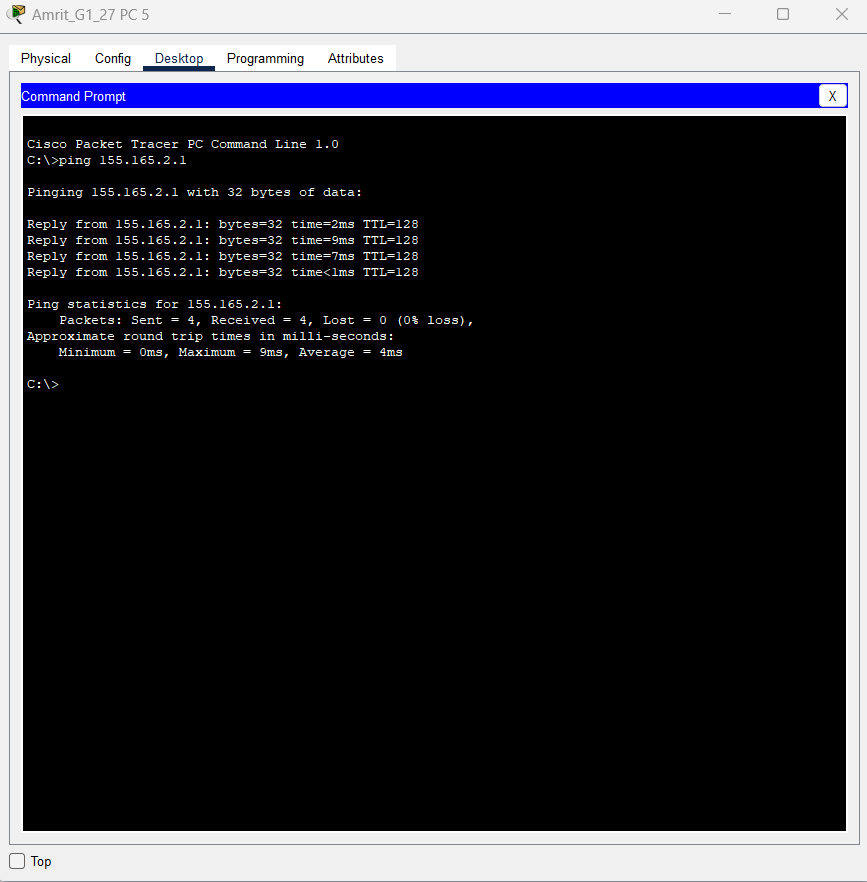 Amrit_G1_27 PC 5
Physical Config Desktop Programming Attributes
Command Prompt
X
Cisco Packet Tracer PC Command Line 1.0
C:\>ping 155.165.2.1
Pinging 155.165.2.1 with 32 bytes of data:
Reply from 155.165.2.1: bytes=32 time=2ms TTL=128
Reply from 155.165.2.1: bytes=32 time=9ms TTL=128
Reply from 155.165.2.1: bytes=32 time=7ms TTL=128
Reply from 155.165.2.1: bytes=32 time<1ms TTL=128
Ping statistics for 155.165.2.1:
Packets: Sent = 4, Received = 4, Lost = 0 (0% loss),
Approximate round trip times in milli-seconds:
Minimum = 0ms, Maximum = 9ms, Average = 4ms
C:\>
Top